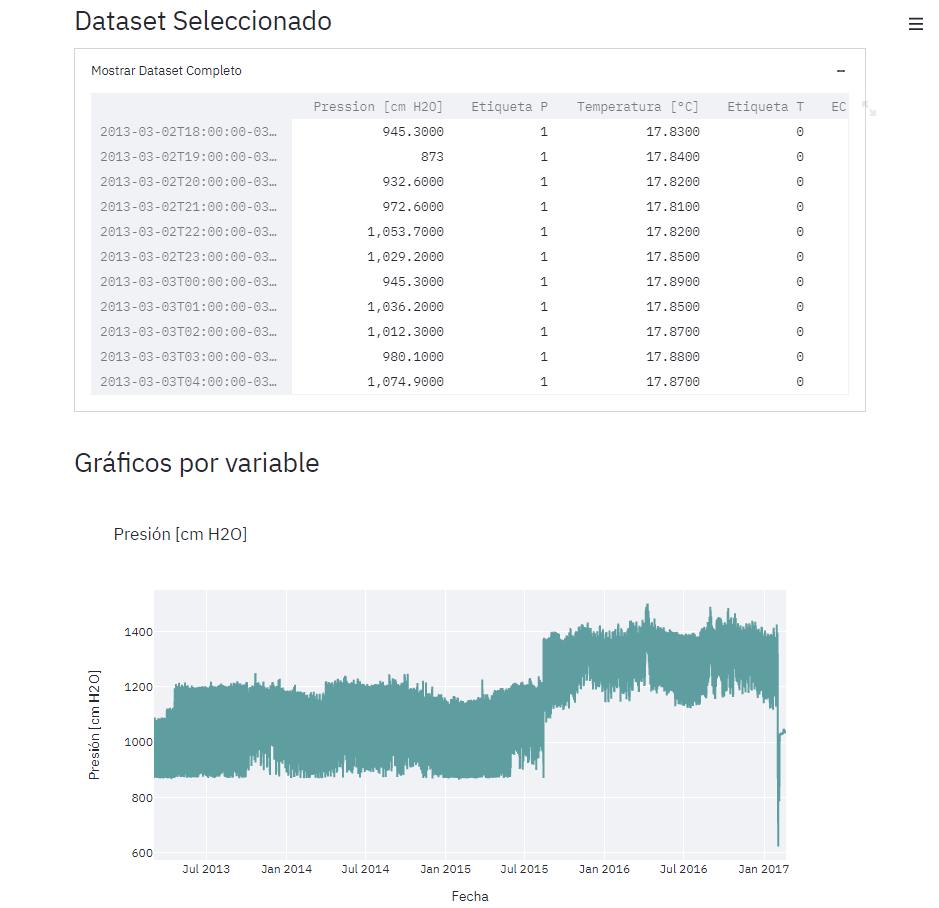 Dataset Seleccionado
Mostrar Dataset Completo
Pression [cm H2O] Etiqueta P Temperatura [°C] Etiqueta T EC
2013-03-02T18:00:00-03… 945.3000 1 17.8300 0
2013-03-02T19:00:00-03… 873 1 17.8400 0
2013-03-02T20:00:00-03… 932.6000 1 17.8200 0
2013-03-02T21:00:00-03… 972.6000 1 17.8100 0
2013-03-02T22:00:00-03… 1,053.7000 1 17.8200 0
2013-03-02T23:00:00-03… 1,029.2000 1 17.8500 0
2013-03-03T00:00:00-03… 945.3000 1 17.8900 0
2013-03-03T01:00:00-03… 1,036.2000 1 17.8500 0
2013-03-03T02:00:00-03… 1,012.3000 1 17.8700 0
2013-03-03T03:00:00-03… 980.1000 1 17.8800 0
2013-03-03T04:00:00-03… 1,074.9000 1 17.8700 0
Gráficos por variable
Presión [cm H2O]
Presión [cm H2O]
1400
1200
1000
800
600
Jul 2013 Jan 2014 Jul 2014 Jan 2015 Jul 2015 Jan 2016 Jul 2016 Jan 2017
Fecha